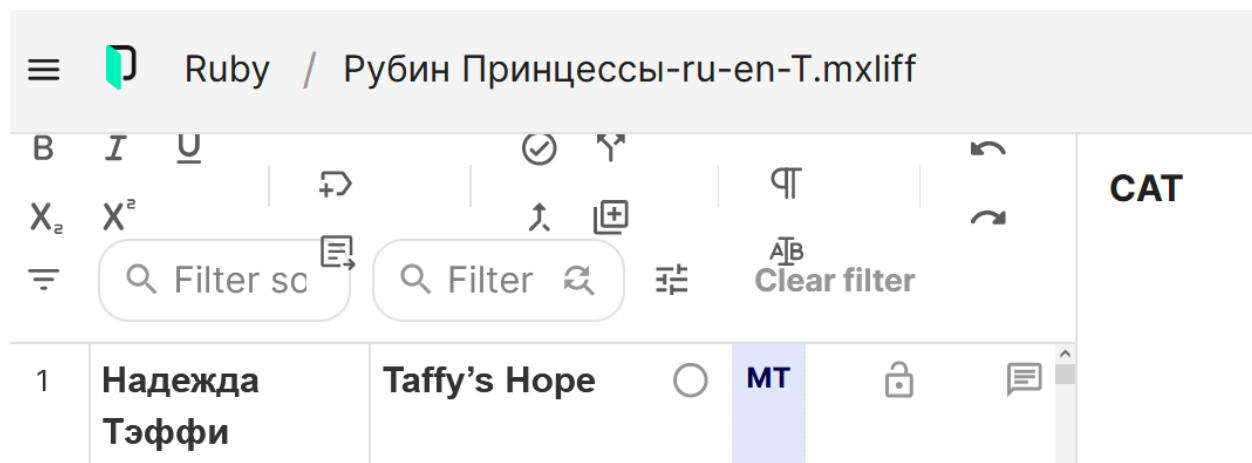 Ruby / Рубин Принцессы-ru-en-T.mxliff
B I U
X₂ X²
CAT
Filter so Filter Clear filter
1 Надежда Taffy’s Hope MT
Тэффи